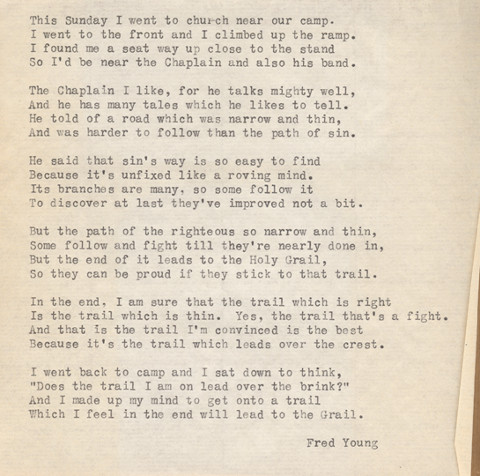 This Sunday I went to church near our camp.
I went to the front and I climbed up the ramp.
I found me a seat way up close to the stand
So I'd be near the Chaplain and also his band.

The Chaplain I like, for he talks mighty well,
And he has many tales which he likes to tell.
He told of a road which was narrow and thin,
And was harder to follow than the path of sin.

He said that sin's way is so easy to find
Because it's unfixed like a roving mind.
Its branches are many, so some follow it
To discover at last they've improved not a bit.

But the path of the righteous so narrow and thin,
Some follow and fight till they're nearly done in,
But the end of it leads to the Holy Grail,
So they can be proud if they stick to that trail.

In the end, I am sure that the trail which is right
Is the trail which is thin.  Yes, the trail that's a fight.
And that is the trail I'm convinced is the best
Because it's the trail which leads over the crest.

I went back to camp and I sat down to think,
"Does the trail I am on lead over the brink?"
And I made up my mind to get onto a trail
Which I feel in the end will lead to the Grail.

Fred Young